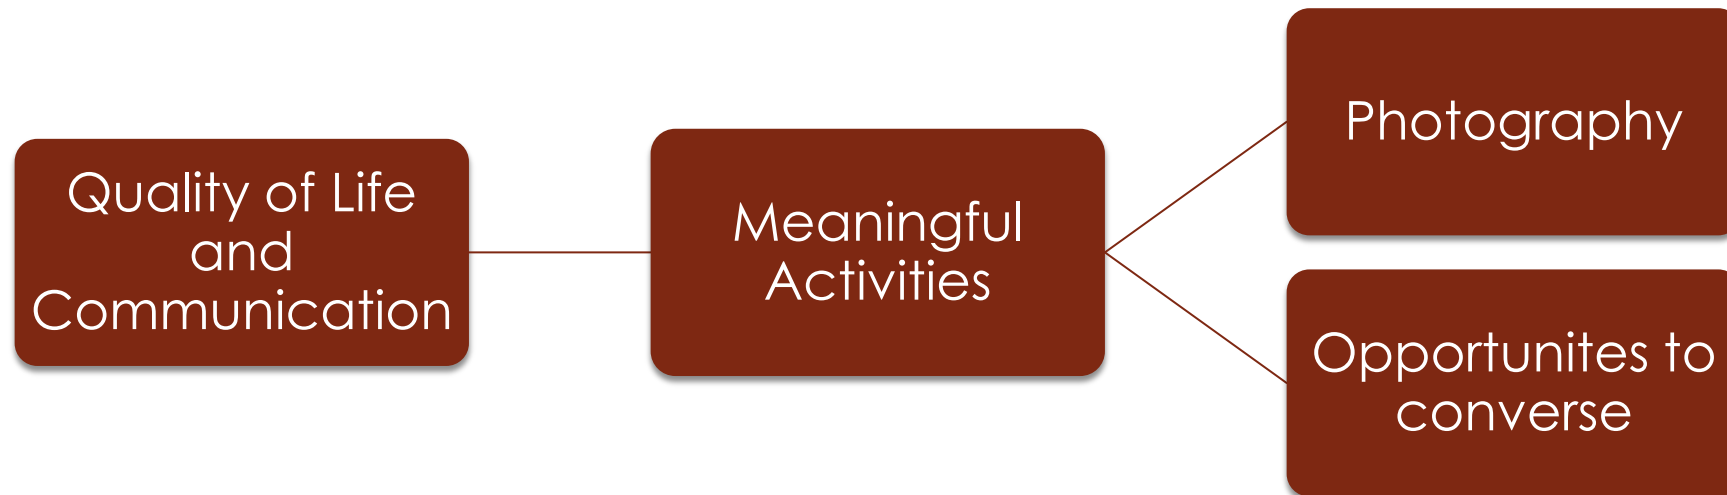 Quality of Life
and
Communication
Meaningful
Activities
Photography
Opportunites to
converse